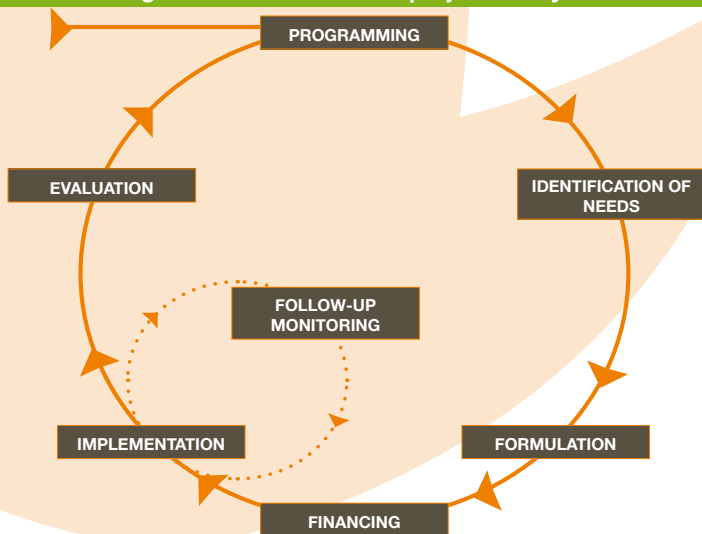 PROGRAMMING
EVALUATION
IDENTIFICATION OF
NEEDS
FOLLOW-UP
MONITORING
IMPLEMENTATION
FORMULATION
FINANCING